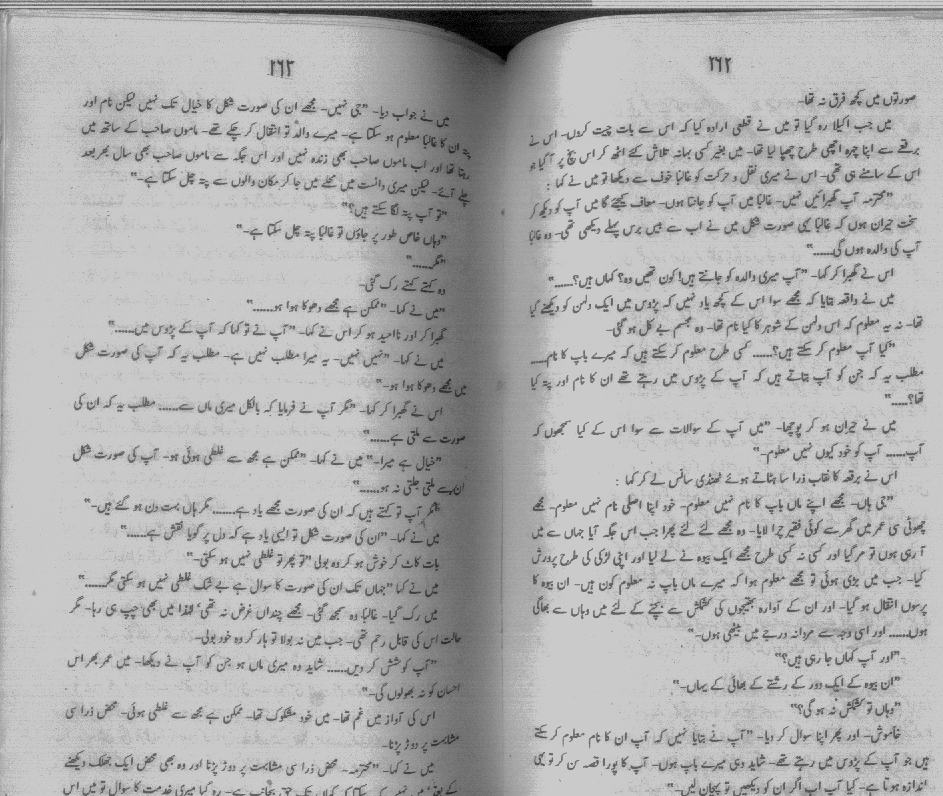 ۲۶۲
صورتوں میں کچھ فرق نہ تھا۔
میں جب اکیلا رہ گیا تو میں نے قطعی ارادہ کیا کہ اس سے بات چیت کروں۔ اس نے
برقعے سے اپنا چہرہ اچھی طرح چھپا لیا تھا۔ میں بغیر کسی بہانہ تلاش کئے اٹھ کر اس بنچ پر آ گیا جو
اس کے سامنے ہی تھی۔ اس نے میری نقل و حرکت کو غالبا خوف سے دیکھا تو میں نے کہا:
"محترمہ آپ گھبرائیں نہیں۔ غالبا میں آپ کو جانتا ہوں۔ معاف کیجئے گا میں آپ کو دیکھ کر
سخت حیران ہوں کہ غالبا یہی صورت شکل میں نے اب سے بیس برس پہلے دیکھی تھی۔ وہ غالبا
آپ کی والدہ ہوں گی......"
اس نے گھبرا کر کہا۔ "آپ میری والدہ کو جانتے ہیں! کون تھیں وہ؟ کہاں ہیں؟......"
میں نے واقعہ بتایا کہ مجھے سوا اس کے کچھ یاد نہیں کہ پڑوس میں ایک دلہن کو دیکھنے گیا
تھا۔ نہ یہ معلوم کہ اس دلہن کے شوہر کا کیا نام تھا۔ وہ مجسم بے کل ہو گئی۔
"کیا آپ معلوم کر سکتے ہیں؟...... کسی طرح معلوم کر سکتے ہیں کہ میرے باپ کا نام......
مطلب یہ کہ جن کو آپ بتاتے ہیں کہ آپ کے پڑوس میں رہتے تھے ان کا نام اور پتہ کیا
تھا؟......"
میں نے حیران ہو کر پوچھا۔ "میں آپ کے سوالات سے سوا اس کے کیا سمجھوں کہ
آپ...... آپ کو خود کیوں نہیں معلوم۔"
اس نے برقعہ کا نقاب ذرا سا ہٹاتے ہوئے ٹھنڈی سانس لے کر کہا:
"جی ہاں۔ مجھے اپنے ماں باپ کا نام نہیں معلوم۔ خود اپنا اصلی نام نہیں معلوم۔ مجھے
چھوٹی سی عمر میں گھر سے کوئی فقیر چرا لایا۔ وہ مجھے لئے لئے پھرا جب اس جگہ آیا جہاں سے میں
آ رہی ہوں تو مر گیا اور کسی نہ کسی طرح مجھے ایک بیوہ نے لے لیا اور اپنی لڑکی کی طرح پرورش
کیا۔ جب میں بڑی ہوئی تو مجھے معلوم ہوا کہ میرے ماں باپ نہ معلوم کون ہیں۔ ان بیوہ کا
پرسوں انتقال ہو گیا۔ اور ان کے آوارہ بھتیجوں کی کشمکش سے بچنے کے لئے میں وہاں سے بھاگی
ہوں...... اور اسی وجہ سے مردانہ درجے میں بیٹھی ہوں۔"
"اور آپ کہاں جا رہی ہیں؟"
"ان بیوہ کے ایک دور کے رشتے کے بھائی کے یہاں۔"
"وہاں تو کشمکش نہ ہو گی؟"
خاموش۔ اور پھر اپنا سوال کر دیا۔ "آپ نے بتایا نہیں کہ آپ ان کا نام معلوم کر سکتے
ہیں جو آپ کے پڑوس میں رہتے تھے۔ شاید وہی میرے باپ ہوں۔ آپ کا پورا قصہ سن کر تو یہی
اندازہ ہوتا ہے۔ کیا آپ اب اگر ان کو دیکھیں تو پہچان لیں۔"
۲۶۳
میں نے جواب دیا۔ "جی نہیں۔ مجھے ان کی صورت شکل کا خیال تک نہیں لیکن نام اور
پتہ ان کا غالبا معلوم ہو سکتا ہے۔ میرے والد تو انتقال کر چکے تھے۔ ماموں صاحب کے ساتھ میں
رہتا تھا اور اب ماموں صاحب بھی زندہ نہیں اور اس جگہ سے ماموں صاحب بھی سال بھر بعد
چلے آئے۔ لیکن میری دانست میں محلے میں جا کر مکان والوں سے پتہ چل سکتا ہے۔"
"تو آپ پتہ لگا سکتے ہیں؟"
"وہاں خاص طور پر جاؤں تو غالبا پتہ چل سکتا ہے۔"
"مگر......"
وہ کہتے کہتے رک گئی۔
"میں نے کہا۔ "ممکن ہے مجھے دھوکا ہوا ہو......"
گھبرا کر اور ناامید ہو کر اس نے کہا۔ "آپ نے تو کہا کہ آپ کے پڑوس میں......"
میں نے کہا۔ "نہیں نہیں۔ یہ میرا مطلب نہیں ہے۔ مطلب یہ کہ آپ کی صورت شکل
میں مجھے دھوکا ہوا ہو۔"
اس نے گھبرا کر کہا۔ "مگر آپ نے فرمایا کہ بالکل میری ماں سے...... مطلب یہ کہ ان کی
صورت سے ملتی ہے......"
"خیال ہے میرا۔" میں نے کہا۔ "ممکن ہے مجھ سے غلطی ہوئی ہو۔ آپ کی صورت شکل
ان سے ملتی جلتی نہ ہو......"
"مگر آپ تو کہتے ہیں کہ ان کی صورت مجھے یاد ہے...... مگر ہاں بہت دن ہو گئے ہیں۔"
میں نے کہا۔ "ان کی صورت شکل تو ایسی یاد ہے کہ دل پر گویا نقش ہے......"
بات کاٹ کر خوش ہو کر وہ بولی "تو پھر تو غلطی نہیں ہو سکتی۔"
میں نے کہا "جہاں تک ان کی صورت کا سوال ہے بے شک غلطی نہیں ہو سکتی مگر......"
میں رک گیا۔ غالبا وہ سمجھ گئی۔ مجھے چنداں غرض نہ تھی' لہٰذا میں بھی چپ ہی رہا۔ مگر
حالت اس کی قابل رحم تھی۔ جب میں نہ بولا تو ہار کر وہ خود بولی۔
"آپ کوشش کر دیں...... شاید وہ میری ماں ہو جن کو آپ نے دیکھا۔ میں عمر بھر اس
احسان کو نہ بھولوں گی۔"
اس کی آواز میں غم تھا۔ میں خود مشکوک تھا۔ ممکن ہے مجھ سے غلطی ہوئی۔ محض ذرا سی
مشابہت پر دوڑ پڑنا۔
میں نے کہا۔ "محترمہ۔ محض ذرا سی مشابہت پر دوڑ پڑنا اور وہ بھی محض ایک جھلک دیکھنے
کے بعد' میں نہیں کہہ سکتا کہ کہاں تک حق بجانب ہے۔ رہ گیا میری خدمت کا سوال تو میں اس